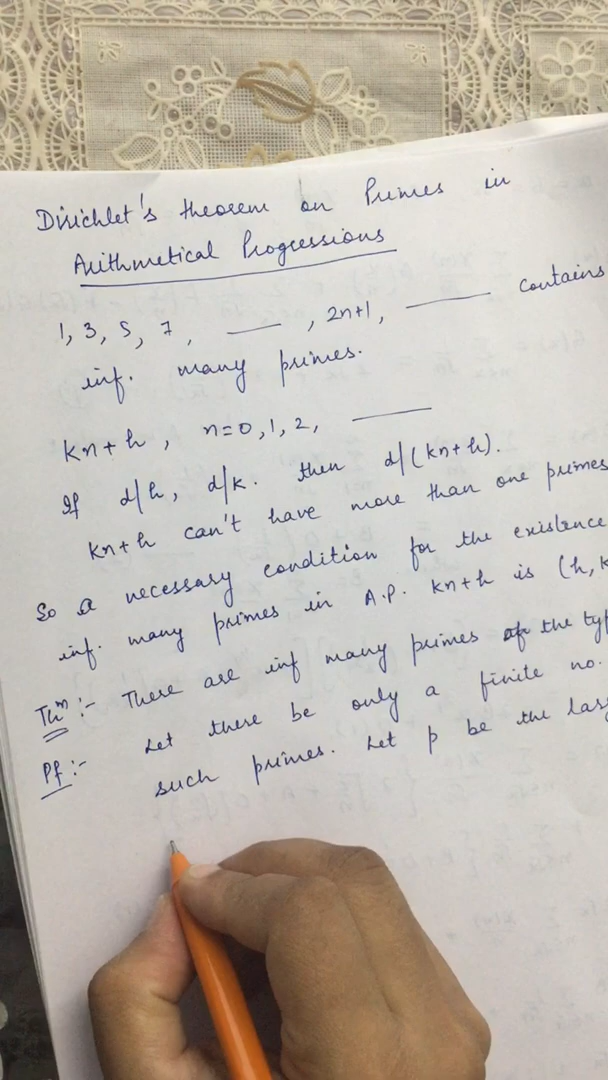 Dirichlet's theorem on Primes in
Arithmetical Progressions
1, 3, 5, 7, ——— , 2n+1, ——— contains
inf. many primes.
Kn+h , n=0,1,2, ———
If d/h, d/k. then d/(kn+h).
Kn+h can't have more than one primes
So a necessary condition for the existence
inf. many primes in A.P. Kn+h is (h, k
Thm :- There are inf many primes of the typ
Pf :- Let there be only a finite no.
such primes. Let p be the las